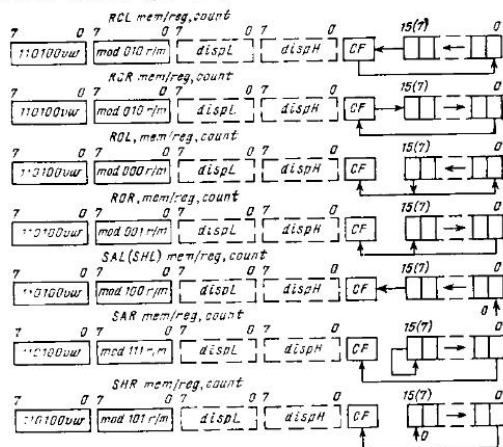 RCL mem/reg,count
7 0 7 0 7 0 7 0 15(7) 0
110100vw mod 010 r/m dispL dispH CF
RCR mem/reg,count
7 0 7 0 7 0 7 0 15(7) 0
110100vw mod 010 r/m dispL dispH CF
ROL, mem/reg,count
7 0 7 0 7 0 7 0 15(7) 0
110100vw mod 000 r/m dispL dispH CF
ROR, mem/reg,count
7 0 7 0 7 0 7 0 15(7) 0
110100vw mod 001 r/m dispL dispH CF
SAL(SHL) mem/reg,count
7 0 7 0 7 0 7 0 15(7) 0
110100vw mod 100 r/m dispL dispH CF
0
SAR mem/reg,count
7 0 7 0 7 0 7 0 15(7) 0
110100vw mod 111 r/m dispL dispH CF
SHR mem/reg,count
7 0 7 0 7 0 7 0 15(7) 0
110100vw mod 101 r/m dispL dispH CF
0